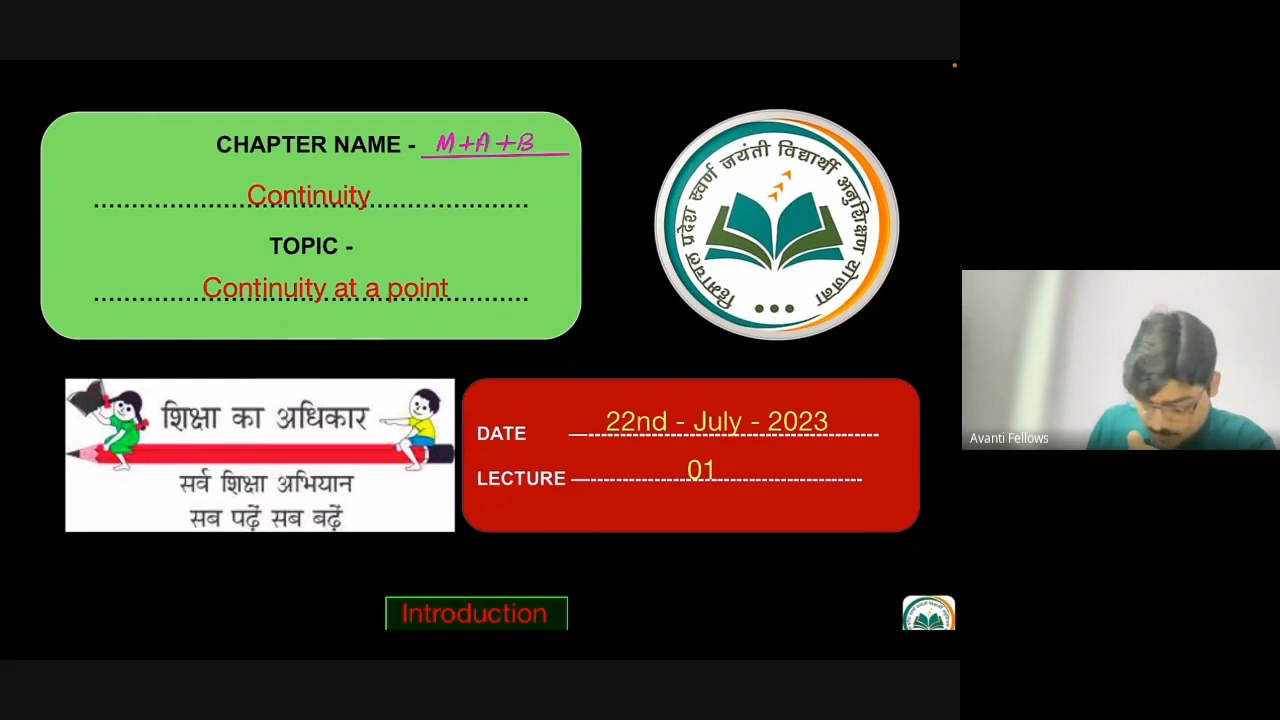 CHAPTER NAME - M+A+B
Continuity
TOPIC -
Continuity at a point
हिमाचल प्रदेश स्वर्ण जयंती विद्यार्थी अनुशिक्षण योजना
शिक्षा का अधिकार
सर्व शिक्षा अभियान
सब पढ़ें सब बढ़ें
DATE 22nd - July - 2023
LECTURE 01
Introduction
Avanti Fellows